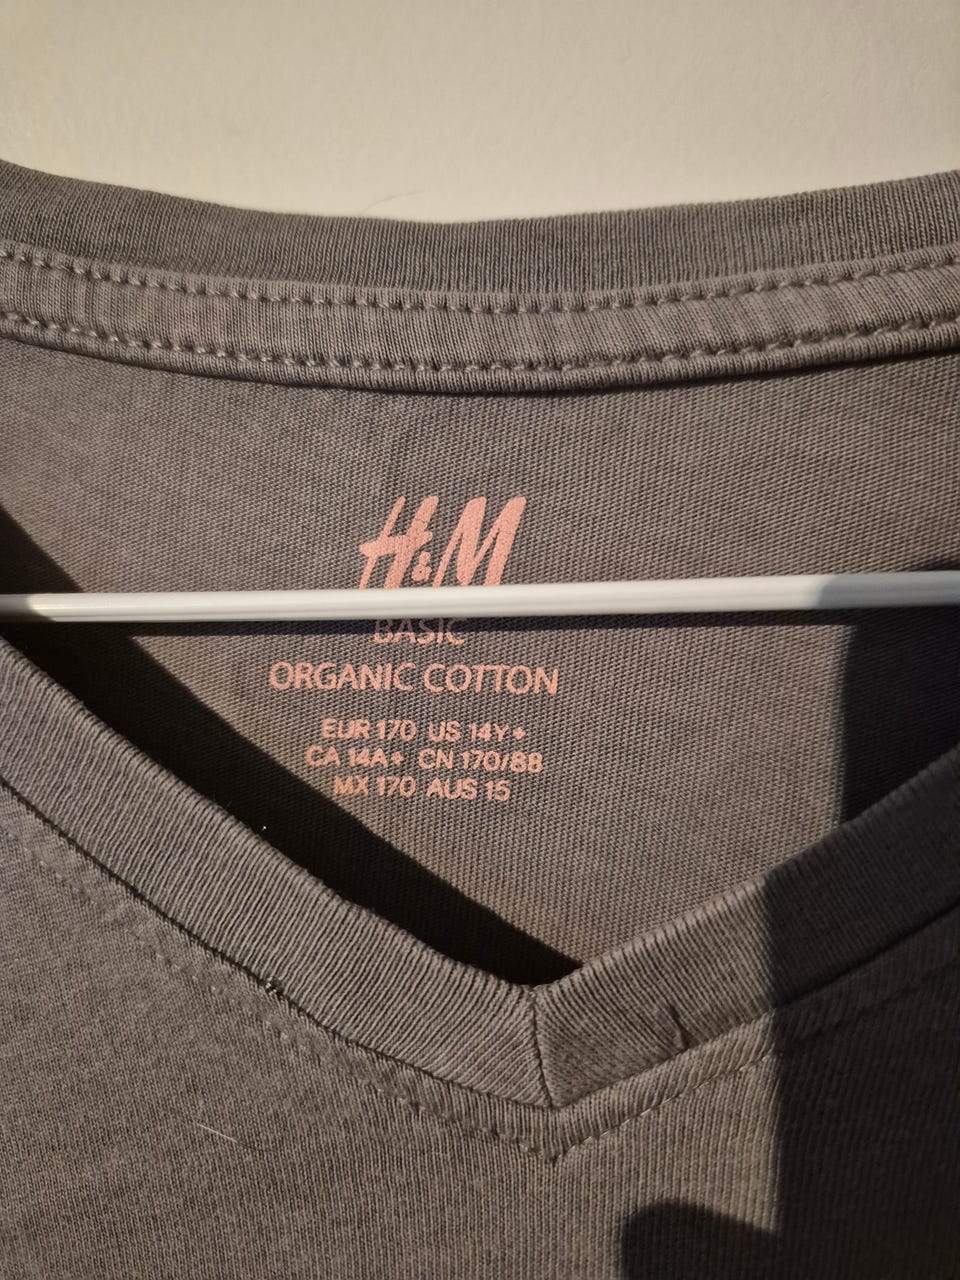 H&M
BASIC
ORGANIC COTTON
EUR 170 US 14Y+
CA 14A+ CN 170/88
MX 170 AUS 15